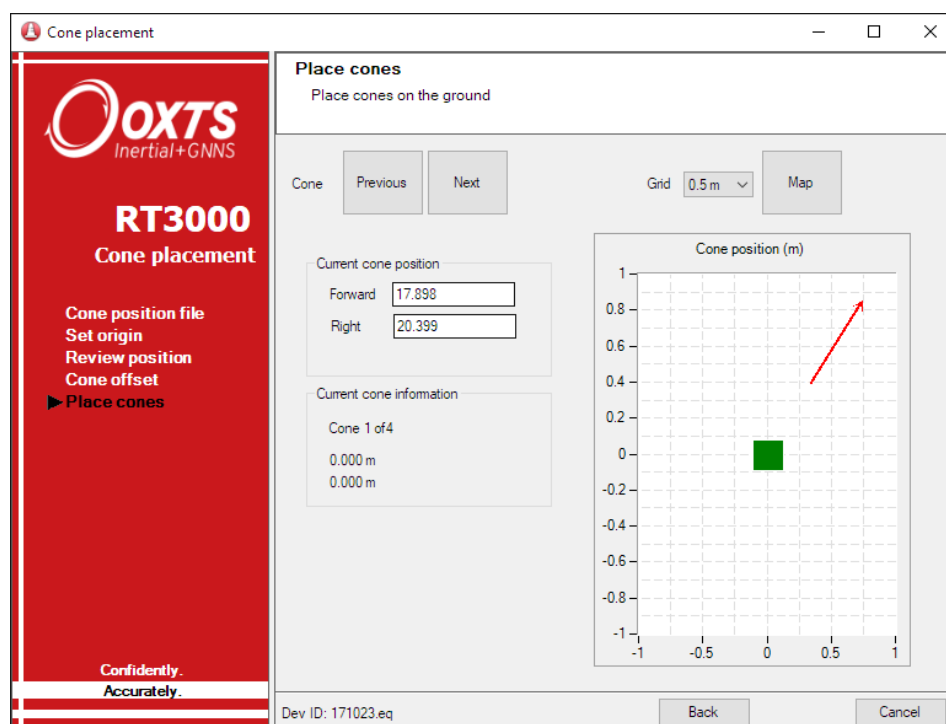 Cone placement
OXTS
Inertial+GNNS
RT3000
Cone placement
Cone position file
Set origin
Review position
Cone offset
Place cones
Confidently.
Accurately.
Place cones
Place cones on the ground
Cone
Previous
Next
Grid
0.5 m
Map
Current cone position
Forward
17.898
Right
20.399
Current cone information
Cone 1 of4
0.000 m
0.000 m
Cone position (m)
1
0.8
0.6
0.4
0.2
0
-0.2
-0.4
-0.6
-0.8
-1
-1 -0.5 0 0.5 1
Dev ID: 171023.eq
Back
Cancel